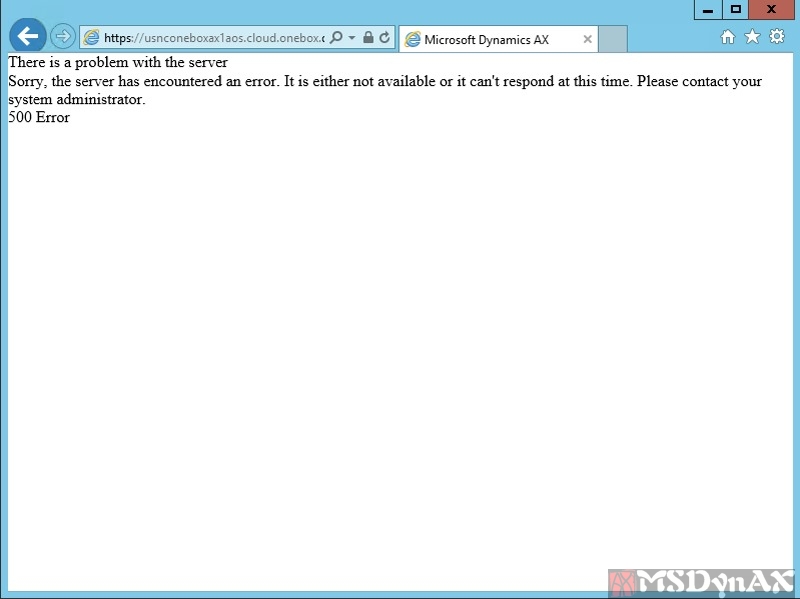 https://usnconeboxax1aos.cloud.onebox.
Microsoft Dynamics AX
There is a problem with the server
Sorry, the server has encountered an error. It is either not available or it can't respond at this time. Please contact your
system administrator.
500 Error
MSDynAX